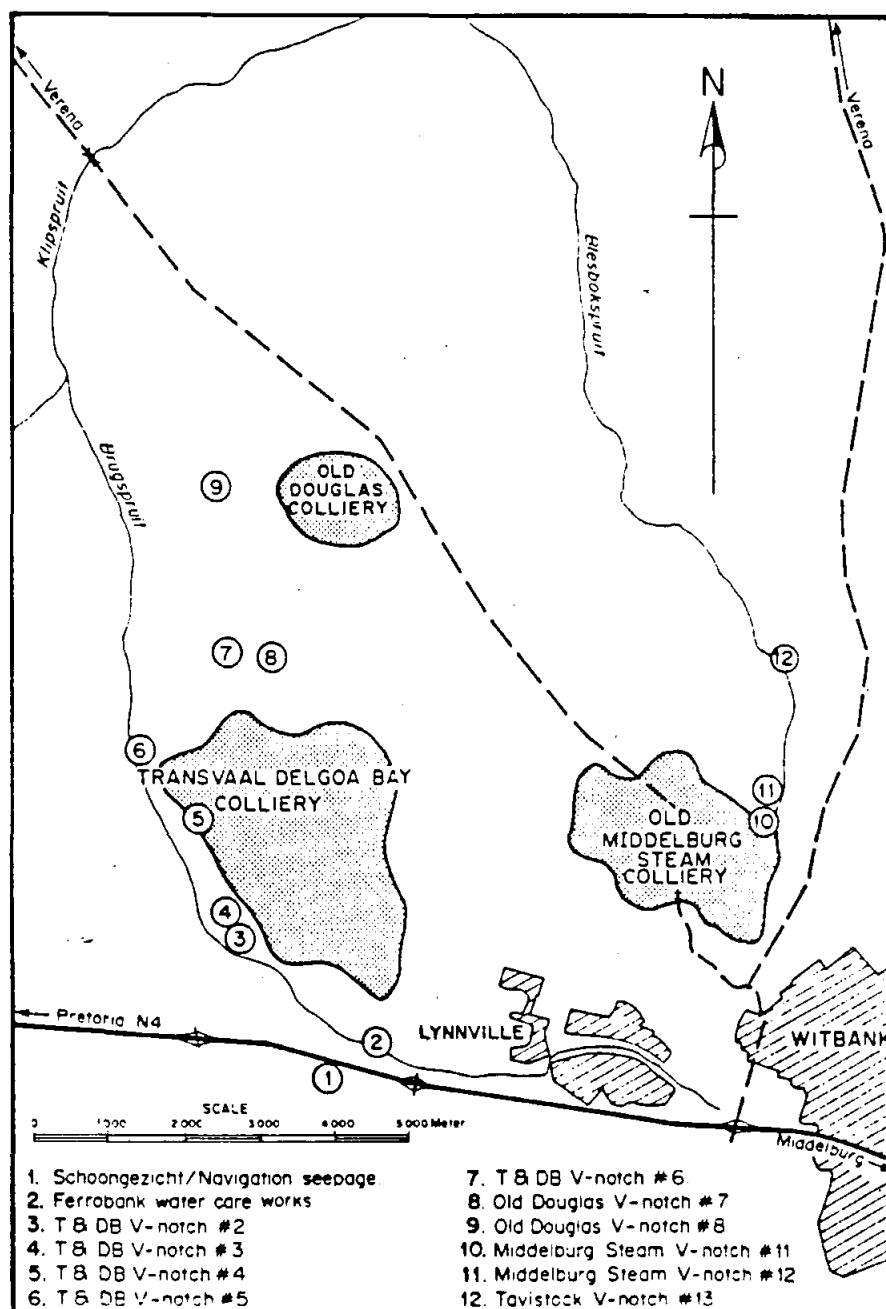 Verena
Verena
N
Klipspruit
Blesbokspruit
Brugspruit
OLD
DOUGLAS
COLLIERY
9
7
8
12
6
TRANSVAAL DELGOA BAY
COLLIERY
5
11
10
OLD
MIDDELBURG
STEAM
COLLIERY
4
3
Pretoria N4
2
LYNNVILLE
WITBANK
1
SCALE
0 1000 2000 3000 4000 5000 Meter
Middelburg
1. Schoongezicht/Navigation seepage.
2. Ferrobank water care works
3. T & DB V-notch #2
4. T & DB V-notch #3
5. T & DB V-notch #4
6. T & DB V-notch #5
7. T & DB V-notch #6
8. Old Douglas V-notch #7
9. Old Douglas V-notch #8
10. Middelburg Steam V-notch #11
11. Middelburg Steam V-notch #12
12. Tavistock V-notch #13